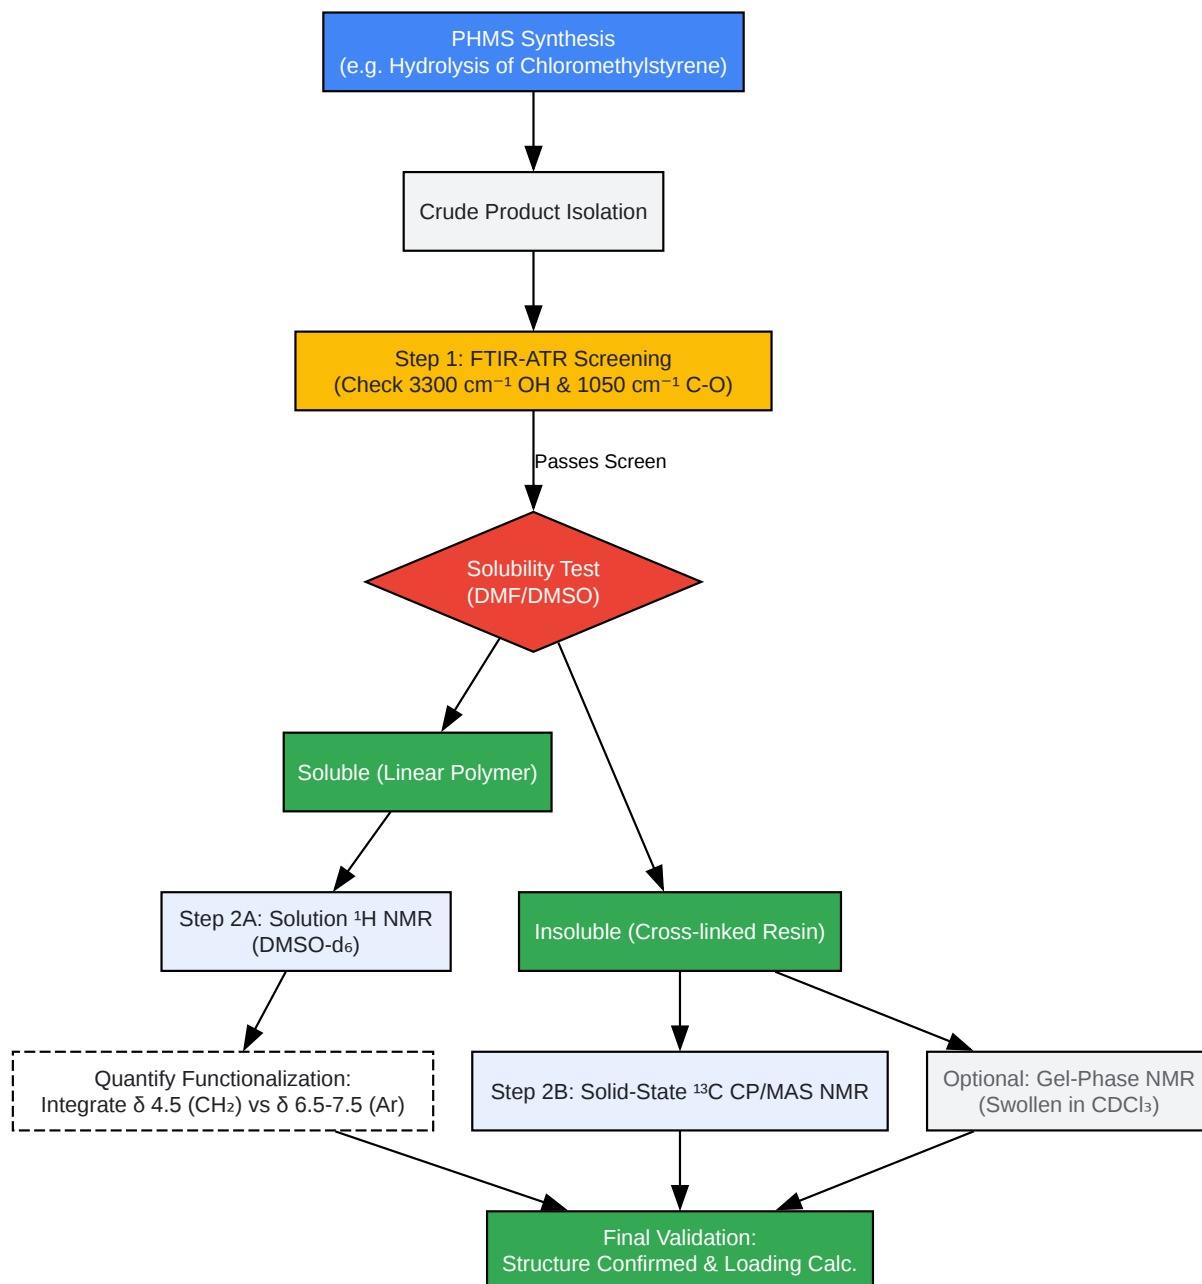 PHMS Synthesis
(e.g. Hydrolysis of Chloromethylstyrene)
Crude Product Isolation
Step 1: FTIR-ATR Screening
(Check 3300 cm⁻¹ OH & 1050 cm⁻¹ C-O)
Passes Screen
Solubility Test
(DMF/DMSO)
Soluble (Linear Polymer)
Step 2A: Solution ¹H NMR
(DMSO-d₆)
Insoluble (Cross-linked Resin)
Quantify Functionalization:
Integrate δ 4.5 (CH₂) vs δ 6.5-7.5 (Ar)
Step 2B: Solid-State ¹³C CP/MAS NMR
Optional: Gel-Phase NMR
(Swollen in CDCl₃)
Final Validation:
Structure Confirmed & Loading Calc.